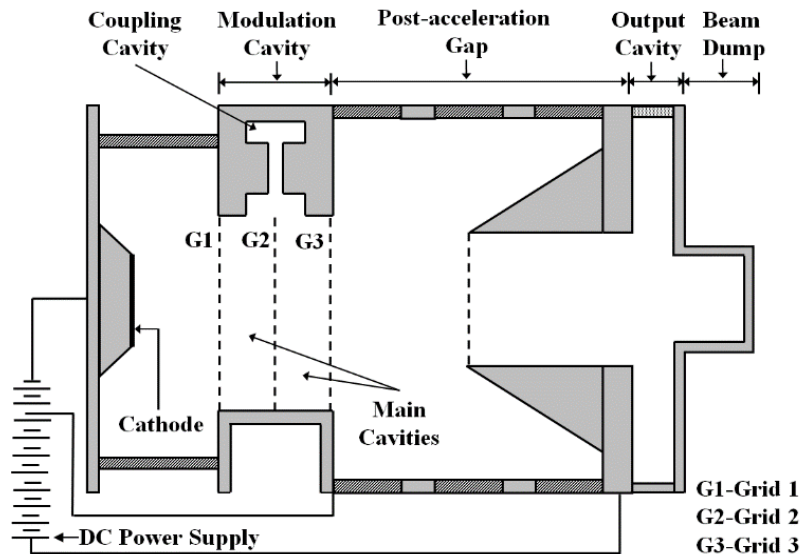 Coupling
Cavity
Modulation
Cavity
Post-acceleration
Gap
Output
Cavity
Beam
Dump
G1
G2
G3
Cathode
Main
Cavities
DC Power Supply
G1-Grid 1
G2-Grid 2
G3-Grid 3